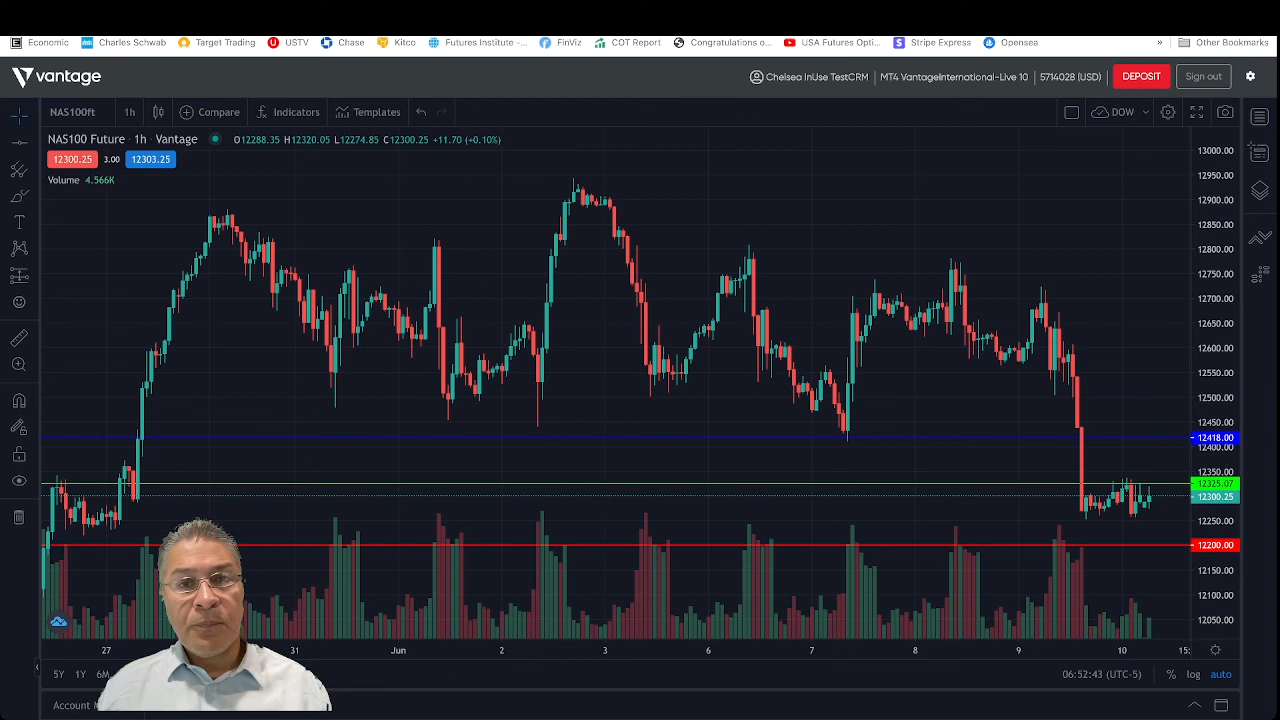 Economic Charles Schwab Target Trading USTV Chase Kitco Futures Institute -... FinViz COT Report Congratulations o... USA Futures Opti... Stripe Express Opensea » Other Bookmarks
vantage Chelsea InUse TestCRM MT4 VantageInternational-Live 10 5714028 (USD) DEPOSIT Sign out
NAS100ft 1h Compare Indicators Templates DOW
NAS100 Future · 1h · Vantage O12288.35 H12320.05 L12274.85 C12300.25 +11.70 (+0.10%)
12300.25 3.00 12303.25
Volume 4.566K
13000.00
12950.00
12900.00
12850.00
12800.00
12750.00
12700.00
12650.00
12600.00
12550.00
12500.00
12450.00
12418.00
12400.00
12350.00
12325.07
12300.25
12250.00
12200.00
12150.00
12100.00
12050.00
27 31 Jun 2 3 6 7 8 9 10 15:
5Y 1Y 6M 06:52:43 (UTC-5) % log auto
Account M